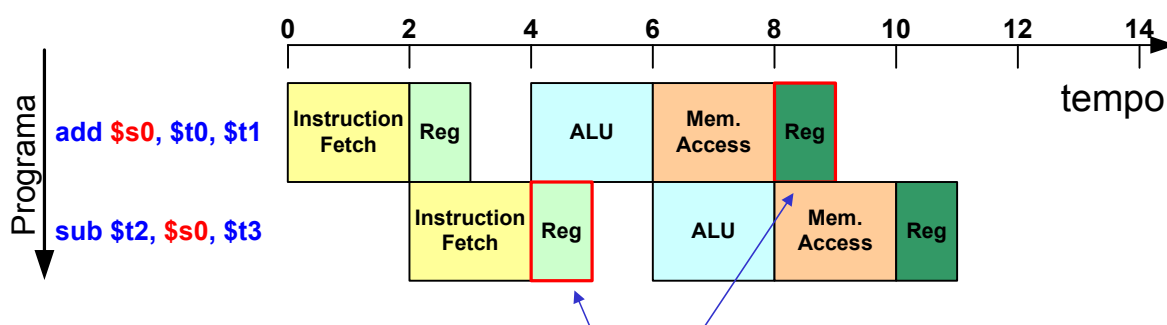 0 2 4 6 8 10 12 14
tempo
Programa
add $s0, $t0, $t1
Instruction
Fetch
Reg
ALU
Mem.
Access
Reg
sub $t2, $s0, $t3
Instruction
Fetch
Reg
ALU
Mem.
Access
Reg